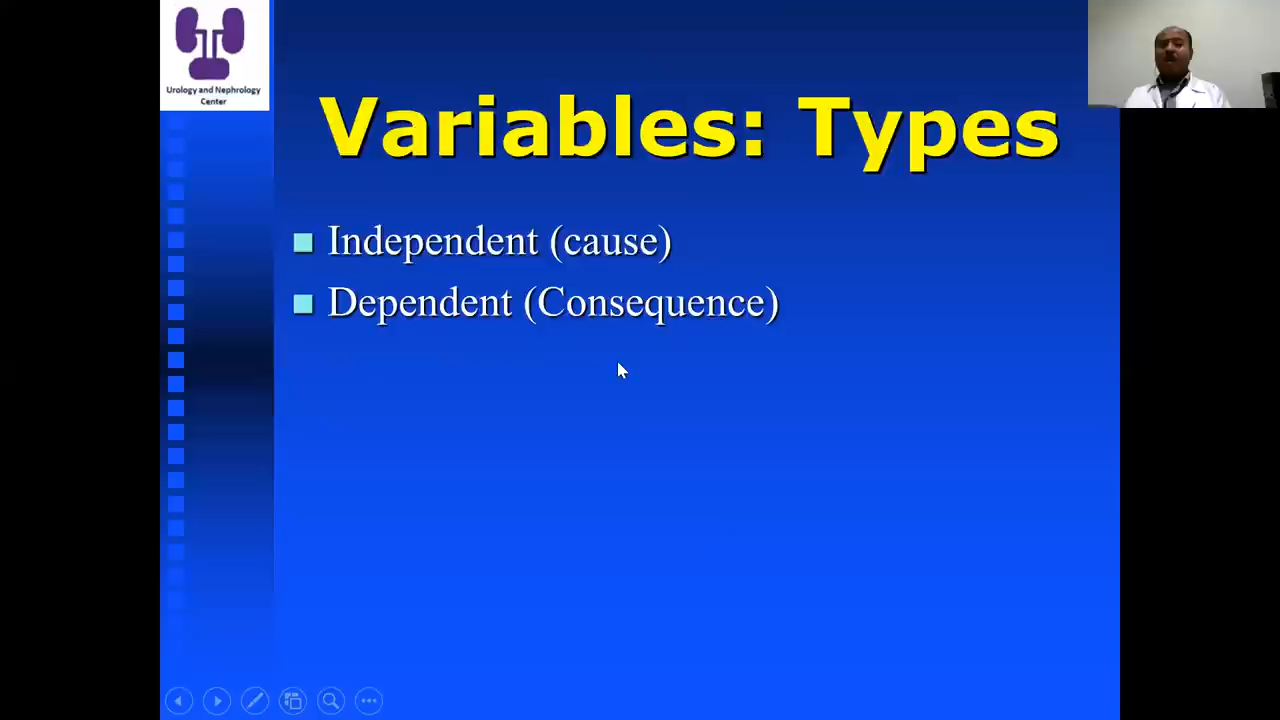 Urology and Nephrology
Center
Variables: Types
Independent (cause)
Dependent (Consequence)